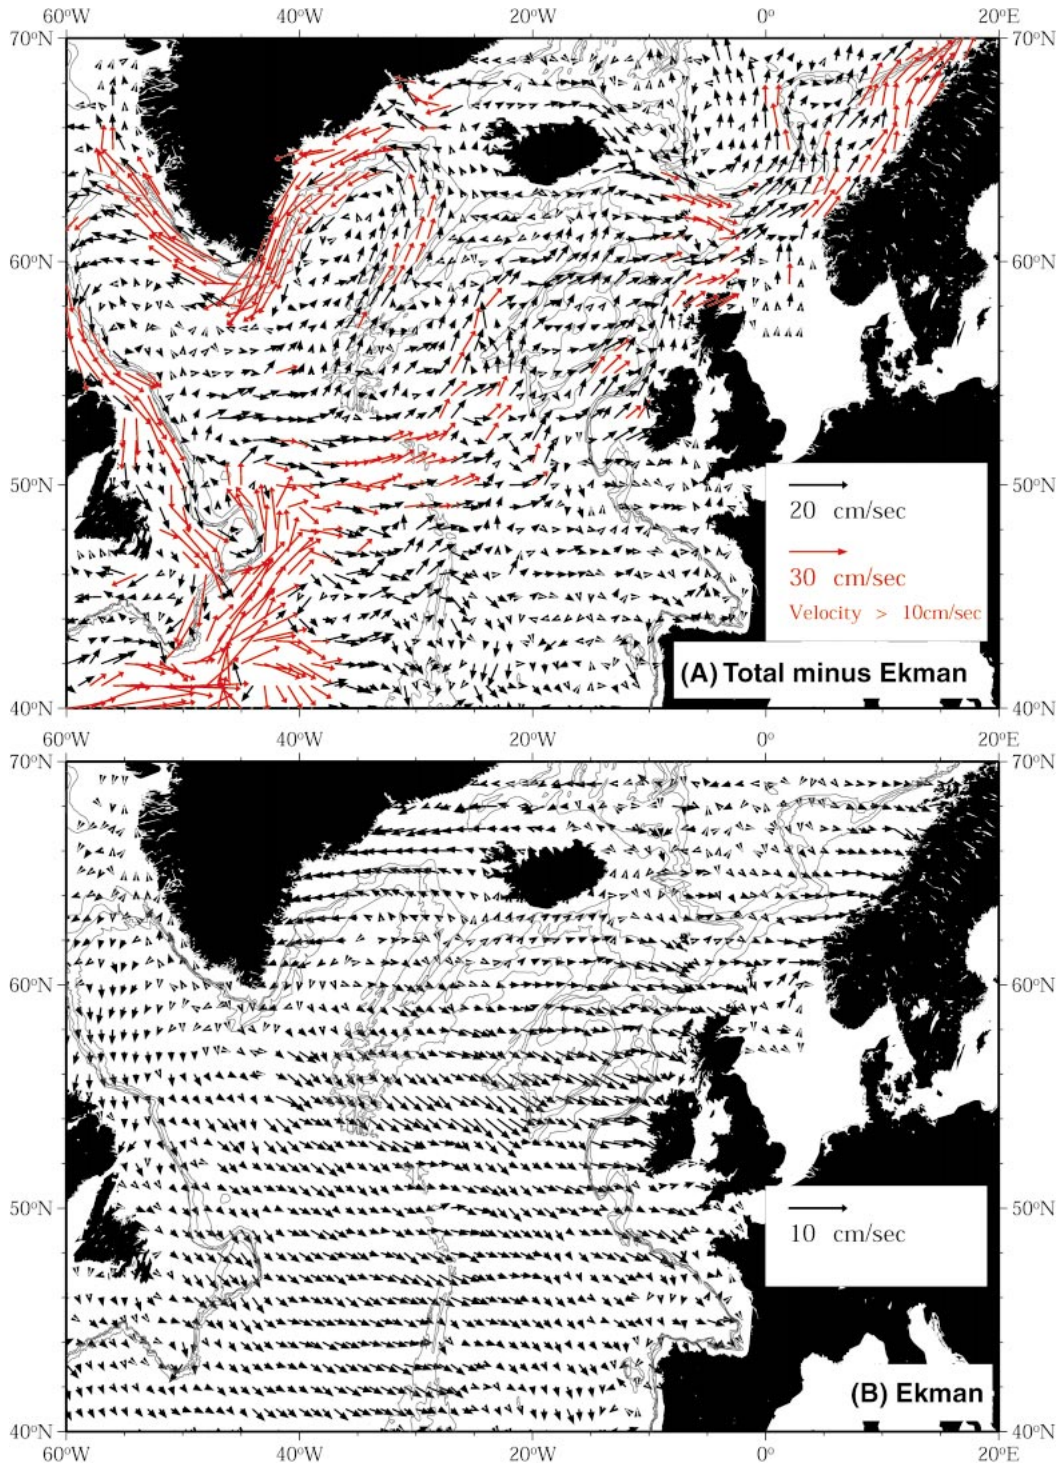 60°W 40°W 20°W 0° 20°E
70°N 70°N
60°N 60°N
50°N 50°N
20 cm/sec
30 cm/sec
Velocity > 10cm/sec
(A) Total minus Ekman
40°N 40°N
60°W 40°W 20°W 0° 20°E
70°N 70°N
60°N 60°N
50°N 50°N
10 cm/sec
(B) Ekman
40°N 40°N
60°W 40°W 20°W 0° 20°E